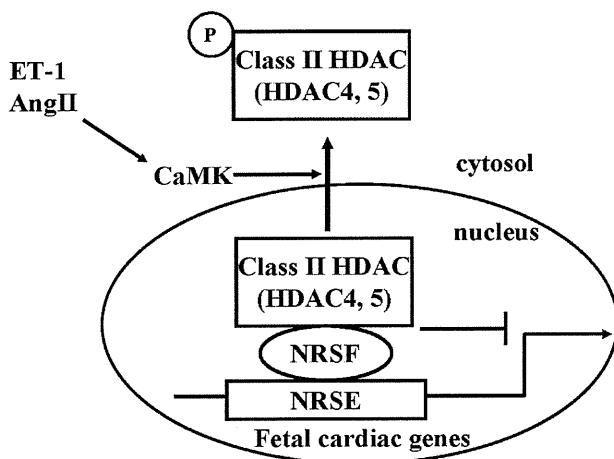 P
Class II HDAC
(HDAC4, 5)
ET-1
AngII
CaMK
cytosol
nucleus
Class II HDAC
(HDAC4, 5)
NRSF
NRSE
Fetal cardiac genes